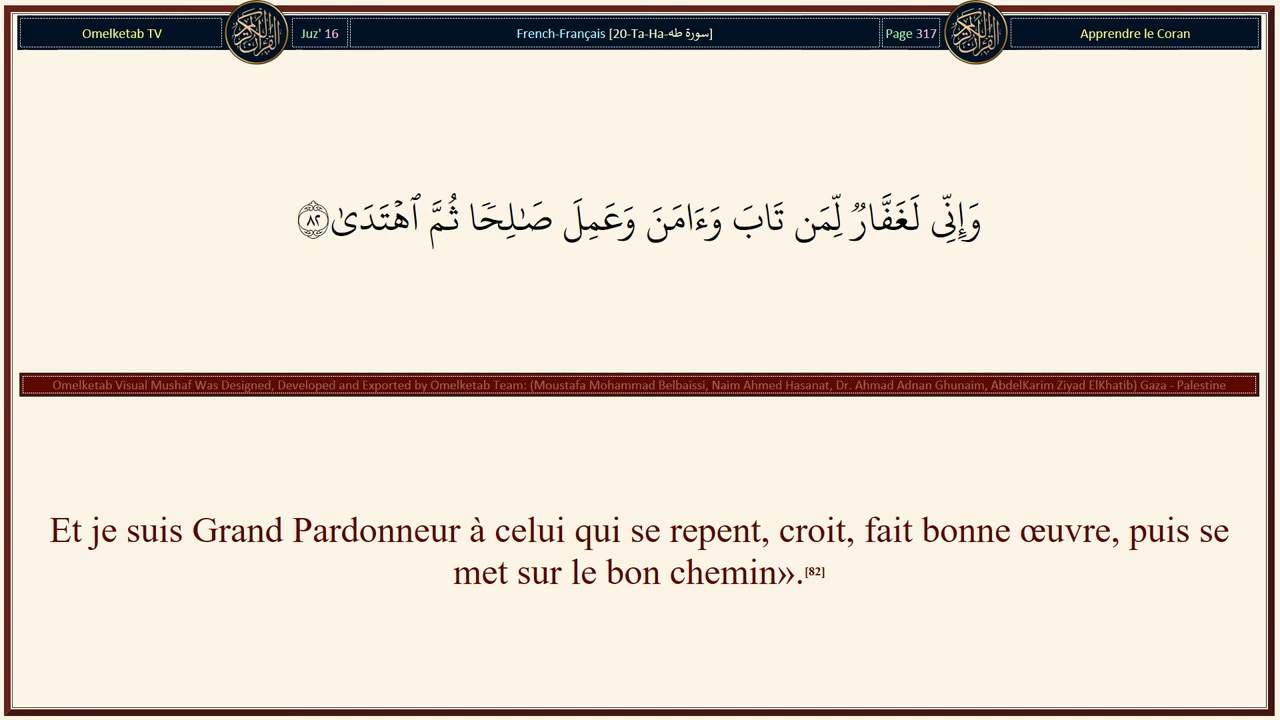 Omelketab TV
Juz' 16
French-Français [20-Ta-Ha-سورة طه]
Page 317
Apprendre le Coran
وَإِنِّي لَغَفَّارٞ لِّمَن تَابَ وَءَامَنَ وَعَمِلَ صَٰلِحٗا ثُمَّ ٱهۡتَدَىٰ ٨٢
Omelketab Visual Mushaf Was Designed, Developed and Exported by Omelketab Team: (Moustafa Mohammad Belbaissi, Naim Ahmed Hasanat, Dr. Ahmad Adnan Ghunaim, AbdelKarim Ziyad ElKhatib) Gaza - Palestine
Et je suis Grand Pardonneur à celui qui se repent, croit, fait bonne œuvre, puis se
met sur le bon chemin».[82]